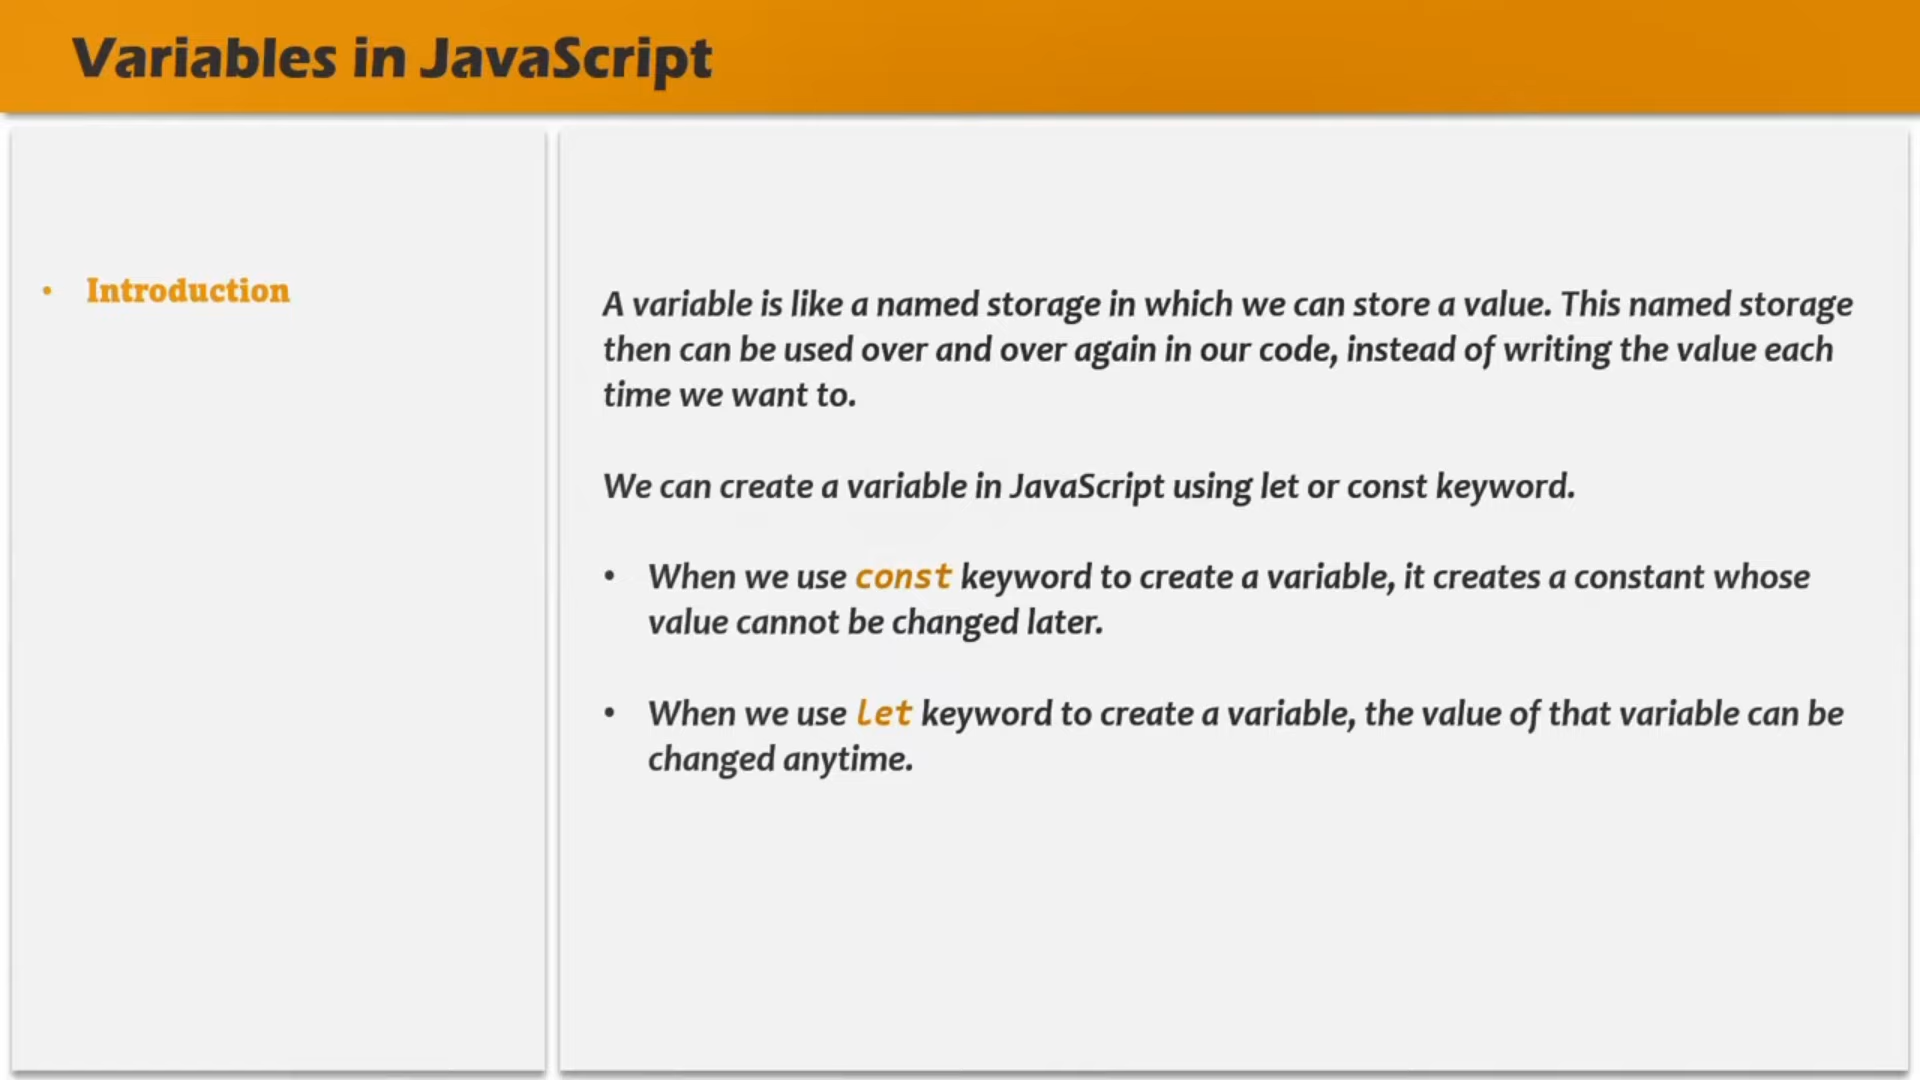 Variables in JavaScript
• Introduction
A variable is like a named storage in which we can store a value. This named storage
then can be used over and over again in our code, instead of writing the value each
time we want to.
We can create a variable in JavaScript using let or const keyword.
• When we use const keyword to create a variable, it creates a constant whose
value cannot be changed later.
• When we use let keyword to create a variable, the value of that variable can be
changed anytime.